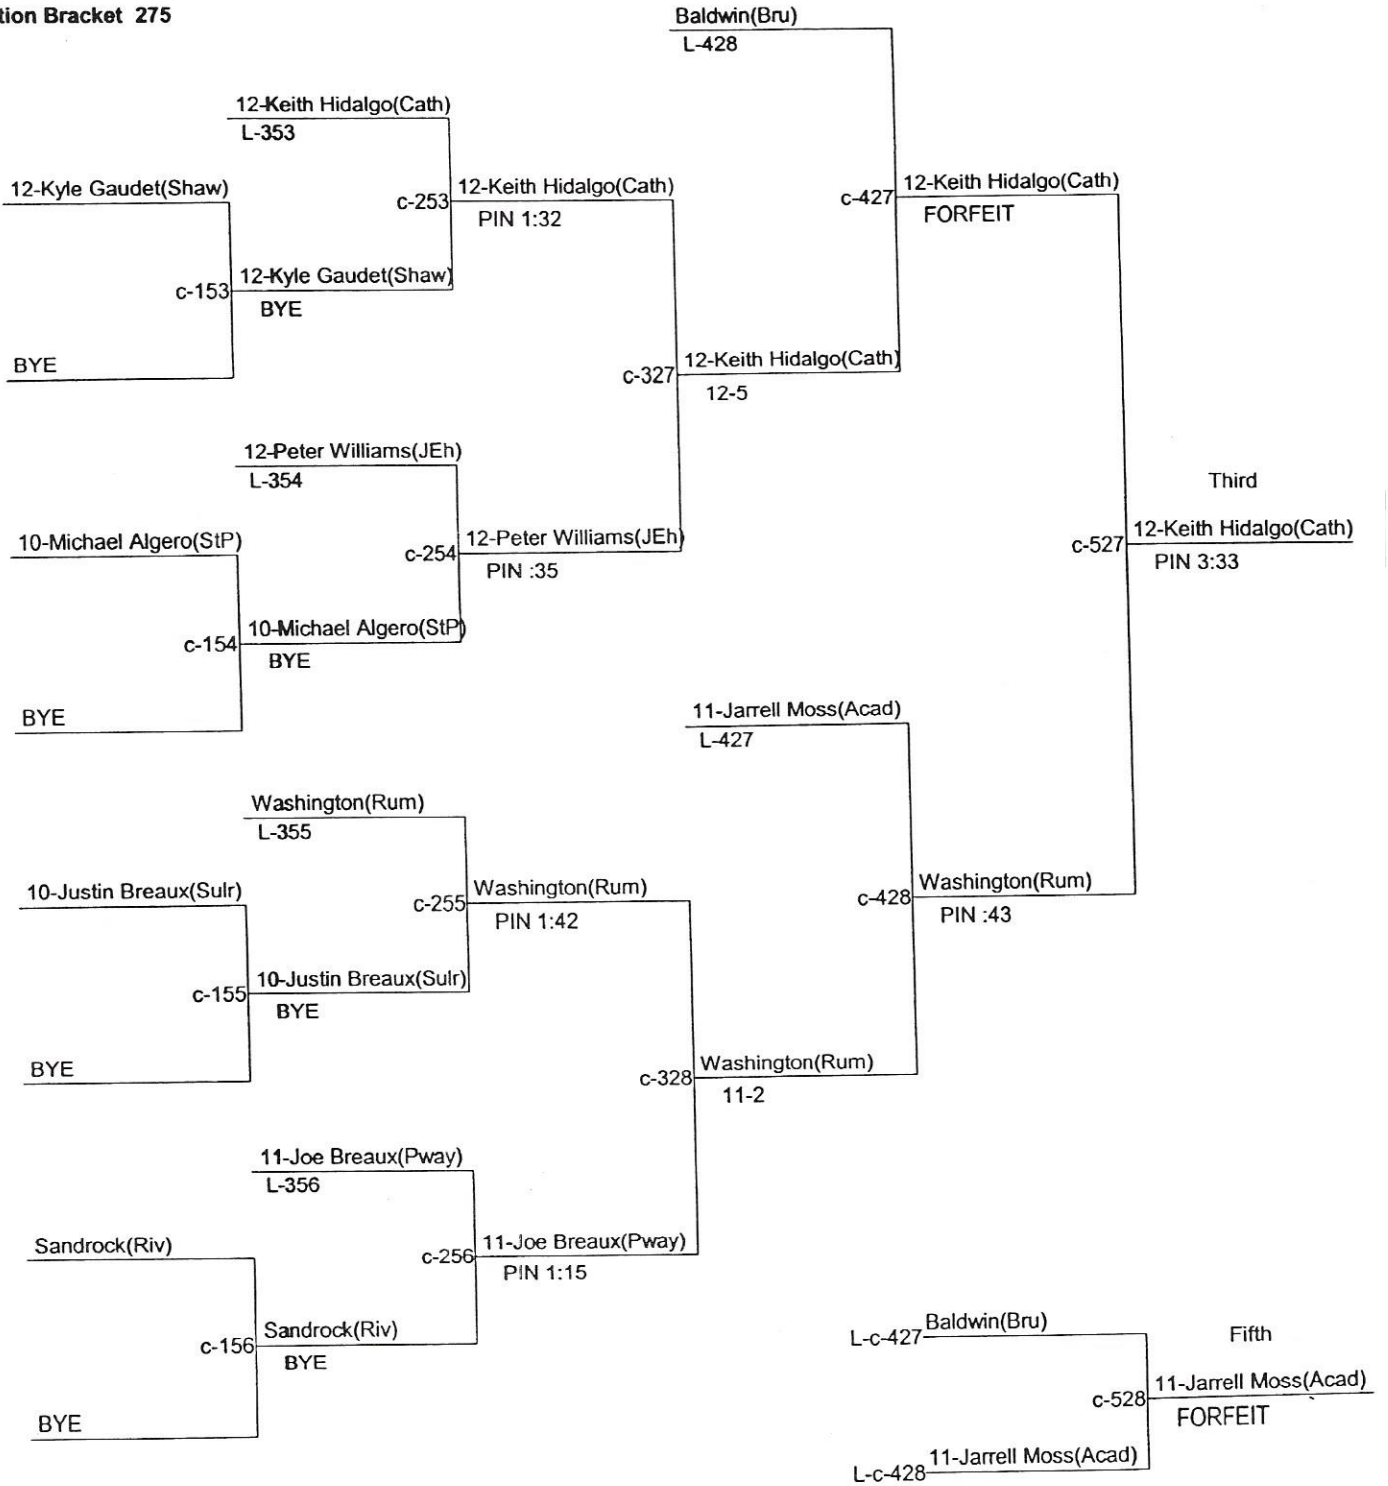 tion Bracket 275
Baldwin(Bru)
L-428
12-Keith Hidalgo(Cath)
L-353
12-Kyle Gaudet(Shaw)
c-253
12-Keith Hidalgo(Cath)
PIN 1:32
c-427
12-Keith Hidalgo(Cath)
FORFEIT
c-153
12-Kyle Gaudet(Shaw)
BYE
BYE
c-327
12-Keith Hidalgo(Cath)
12-5
12-Peter Williams(JEh)
L-354
Third
10-Michael Algero(StP)
c-254
12-Peter Williams(JEh)
PIN :35
c-527
12-Keith Hidalgo(Cath)
PIN 3:33
c-154
10-Michael Algero(StP)
BYE
BYE
11-Jarrell Moss(Acad)
L-427
Washington(Rum)
L-355
10-Justin Breaux(Sulr)
c-255
Washington(Rum)
PIN 1:42
c-428
Washington(Rum)
PIN :43
c-155
10-Justin Breaux(Sulr)
BYE
BYE
c-328
Washington(Rum)
11-2
11-Joe Breaux(Pway)
L-356
Sandrock(Riv)
c-256
11-Joe Breaux(Pway)
PIN 1:15
c-156
Sandrock(Riv)
BYE
BYE
L-c-427
Baldwin(Bru)
Fifth
c-528
11-Jarrell Moss(Acad)
FORFEIT
L-c-428
11-Jarrell Moss(Acad)